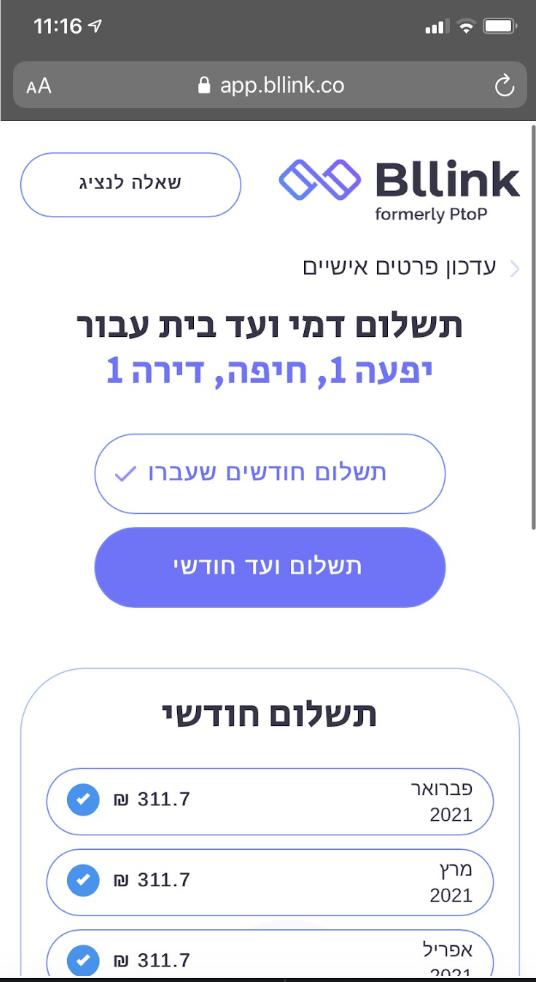 11:16
AA app.bllink.co
Bllink
formerly PtoP
שאלה לנציג
עדכון פרטים אישיים
תשלום דמי ועד בית עבור
יפעה 1, חיפה, דירה 1
תשלום חודשים שעברו
תשלום ועד חודשי
תשלום חודשי
פברואר
2021
311.7 ₪
מרץ
2021
311.7 ₪
אפריל
2021
311.7 ₪